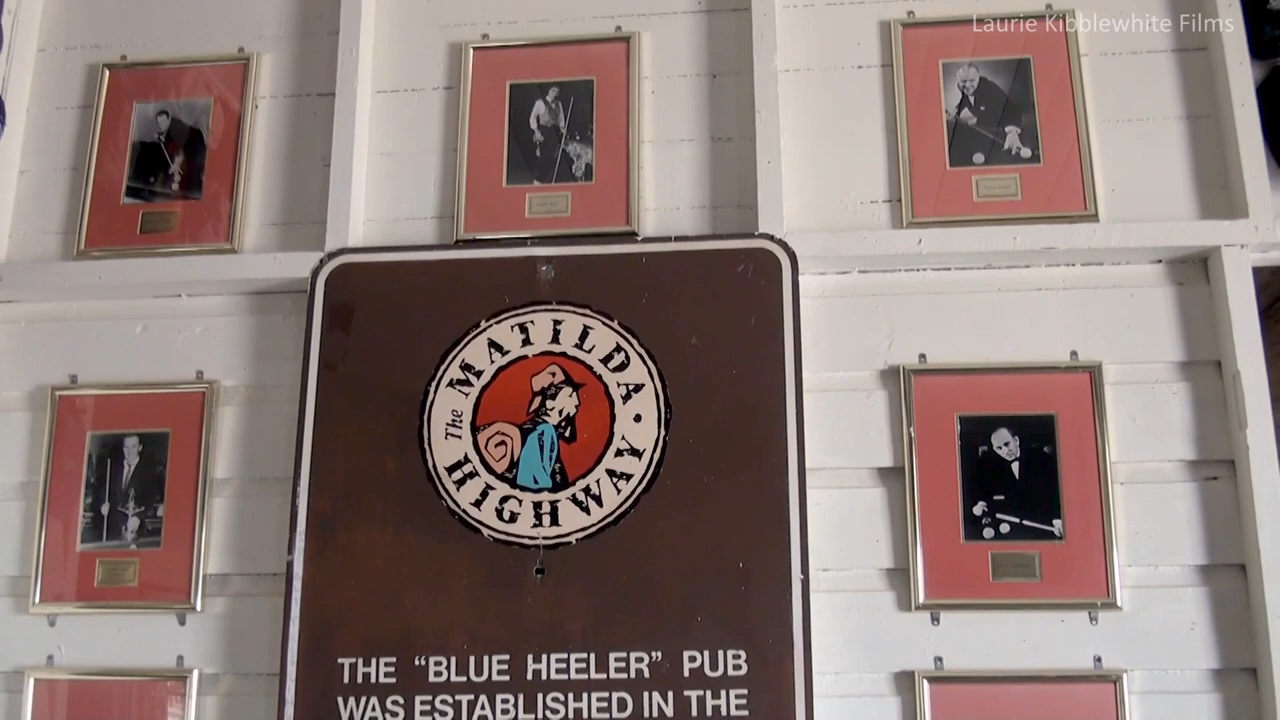 Laurie Kibblewhite Films
The MATILDA HIGHWAY
THE “BLUE HEELER” PUB
WAS ESTABLISHED IN THE